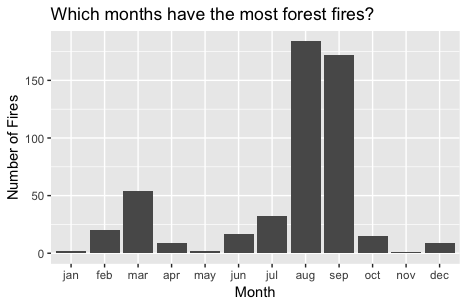 Which months have the most forest fires?
Number of Fires
150
100
50
0
jan feb mar apr may jun jul aug sep oct nov dec
Month